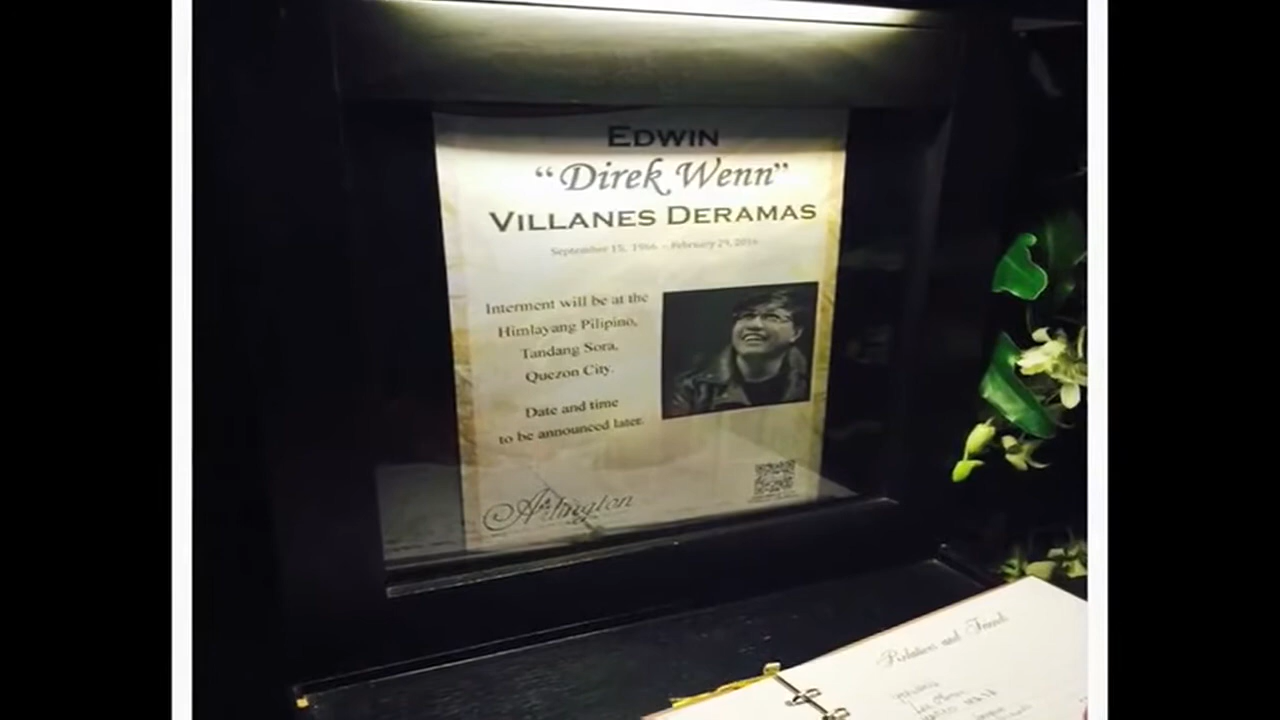 EDWIN
“Direk Wenn”
VILLANES DERAMAS
September 15, 1966 - February 29, 2016
Interment will be at the
Himlayang Pilipino,
Tandang Sora,
Quezon City.
Date and time
to be announced later.
Arlington
Relatives and Friends